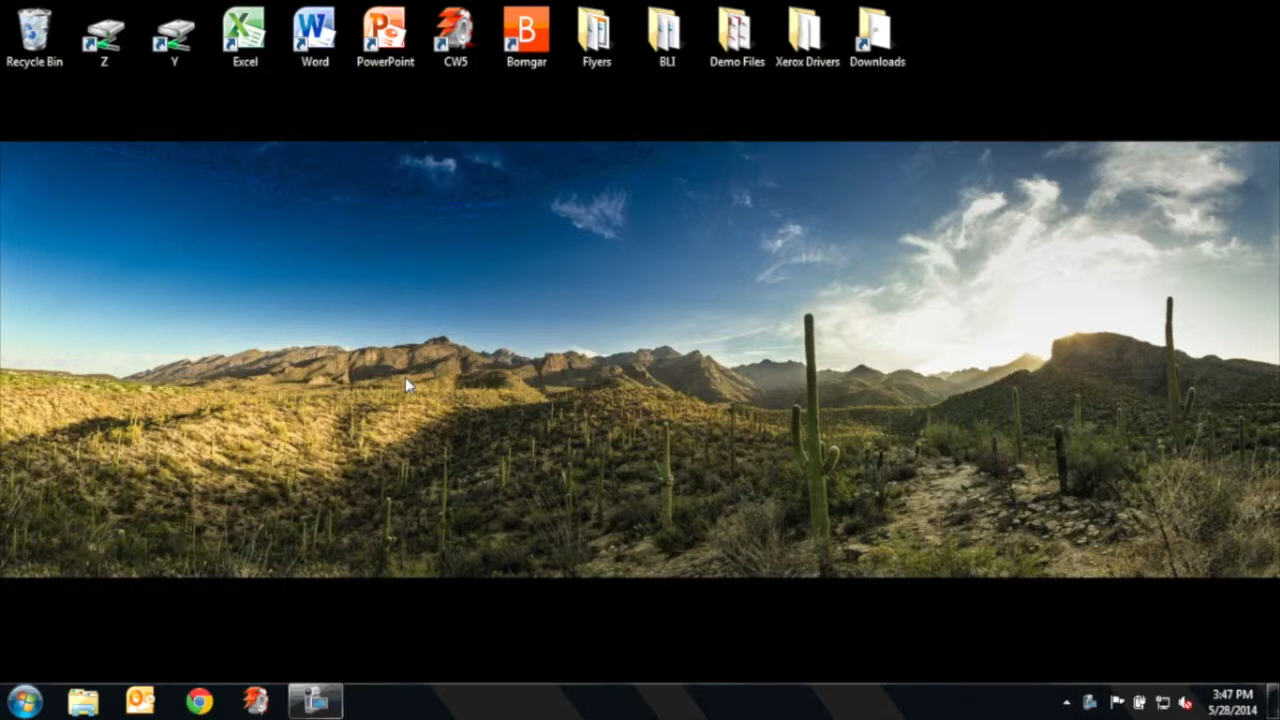 Recycle Bin
Z
Y
Excel
Word
PowerPoint
CW5
Bomgar
Flyers
BLI
Demo Files
Xerox Drivers
Downloads
3:47 PM
5/28/2014